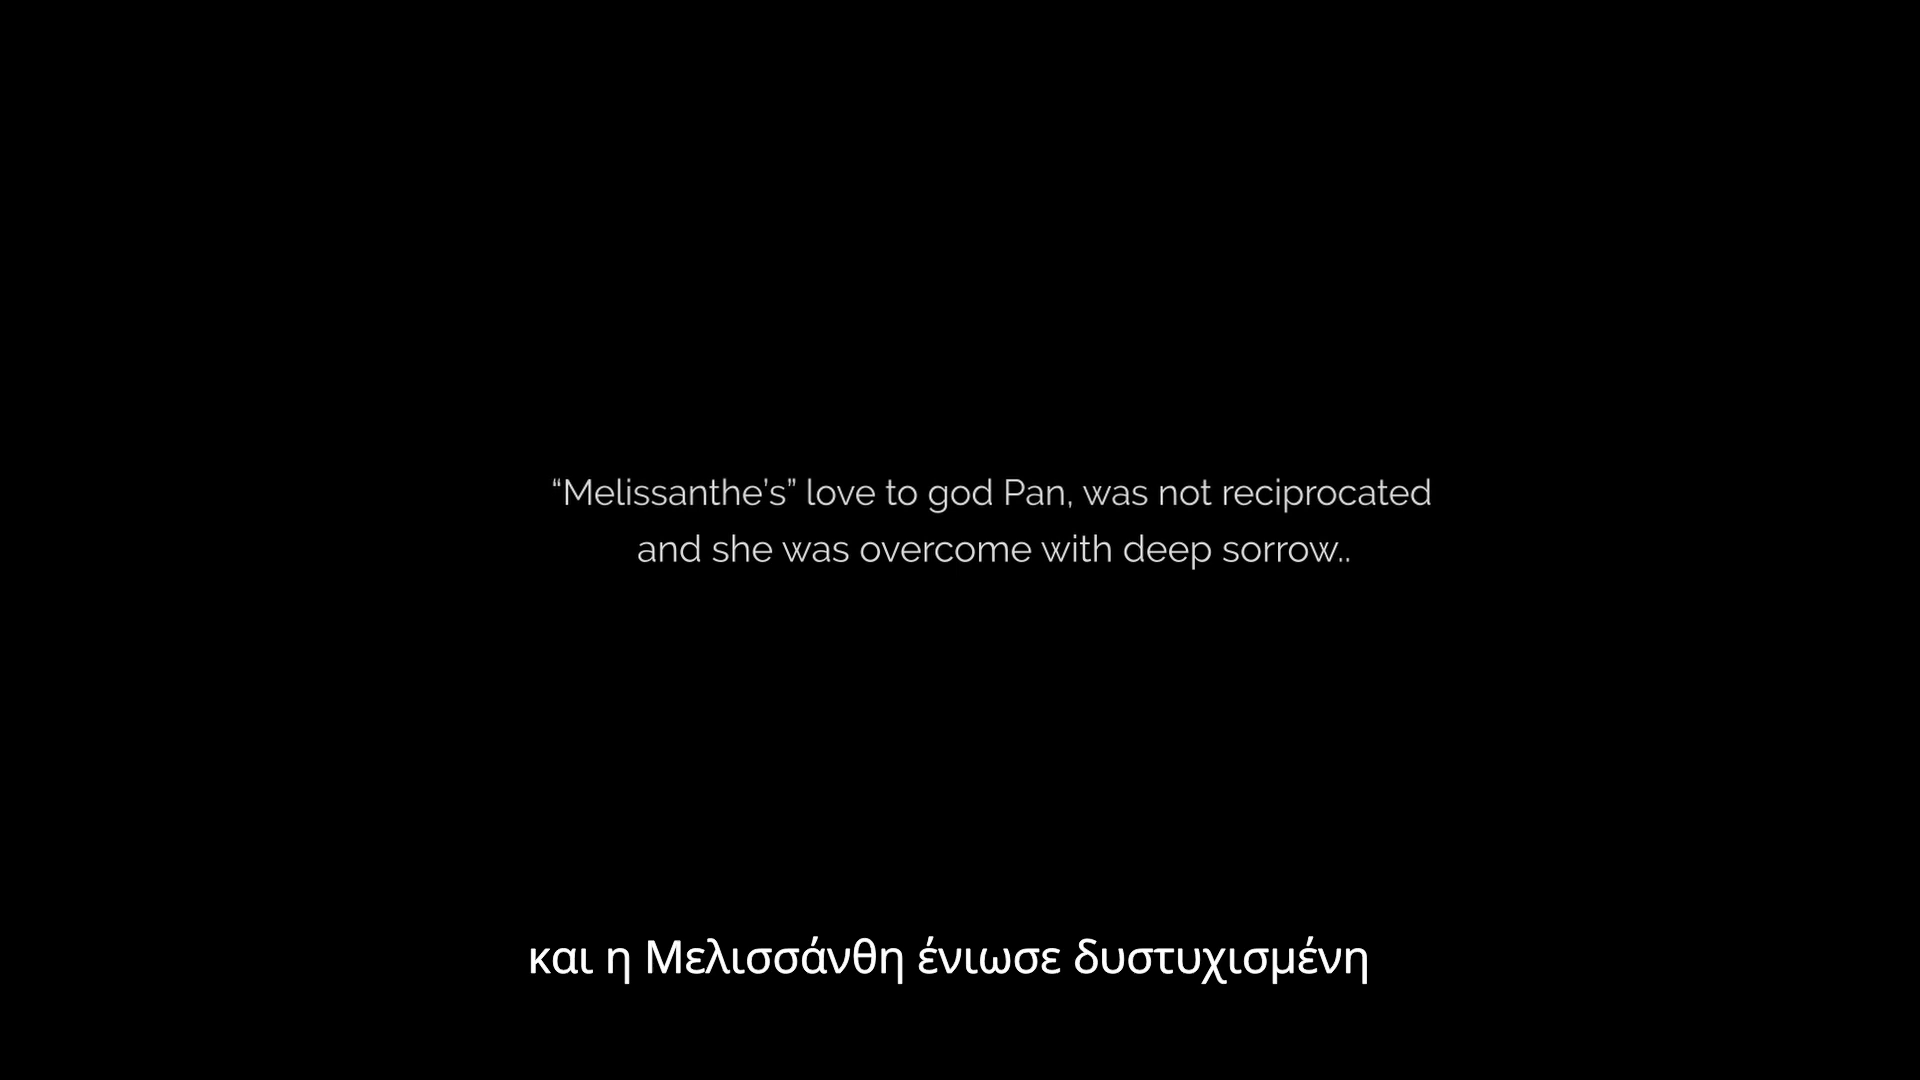 “Melissanthe’s” love to god Pan, was not reciprocated
and she was overcome with deep sorrow..
και η Μελισσάνθη ένιωσε δυστυχισμένη